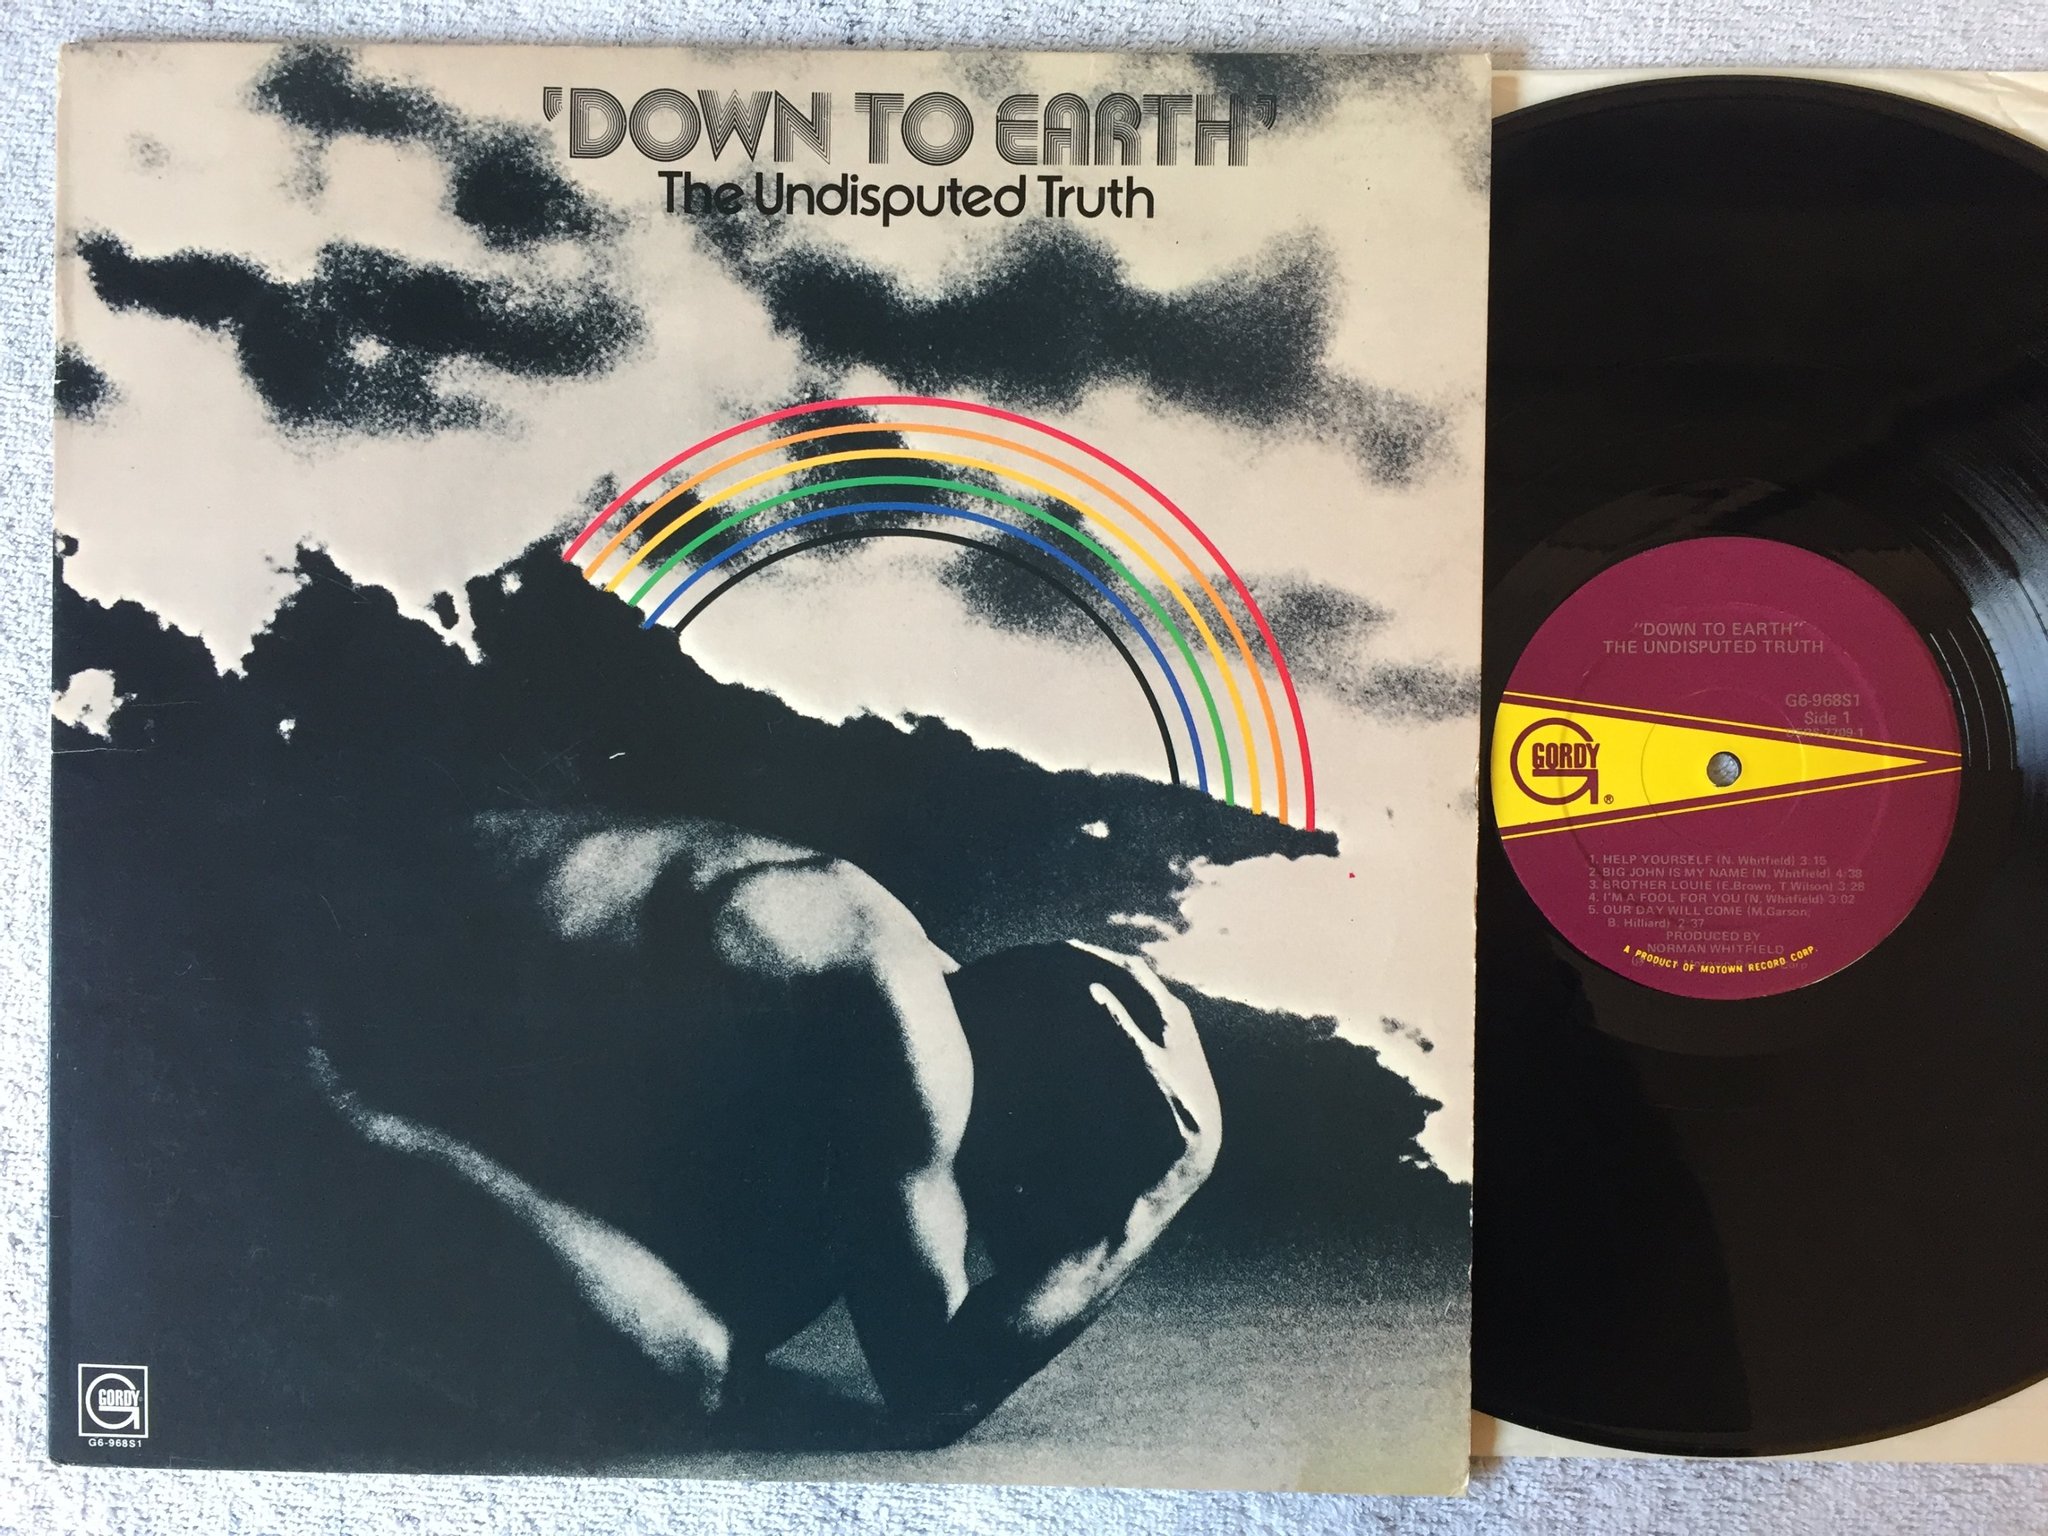 'DOWN TO EARTH'
The Undisputed Truth
GORDY
G6-968S1
"DOWN TO EARTH"
THE UNDISPUTED TRUTH
G6-968S1
Side 1
GORDY
®
1. HELP YOURSELF (N. Whitfield) 3:15
2. BIG JOHN IS MY NAME (N. Whitfield) 4:38
3. BROTHER LOUIE (E.Brown, T.Wilson) 3:28
4. I'M A FOOL FOR YOU (N. Whitfield) 3:02
5. OUR DAY WILL COME (M.Garson,
B. Hilliard) 2:37
PRODUCED BY
NORMAN WHITFIELD
A PRODUCT OF MOTOWN RECORD CORP.